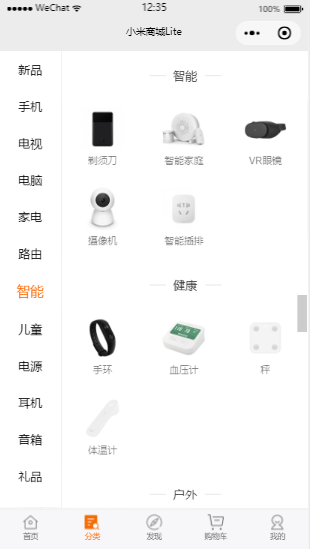 WeChat 12:35 100%
小米商城Lite
新品
手机
电视
电脑
家电
路由
智能
儿童
电源
耳机
音箱
礼品
智能
剃须刀 智能家庭 VR眼镜
摄像机 智能插排
健康
手环 血压计 秤
体温计
户外
首页 分类 发现 购物车 我的